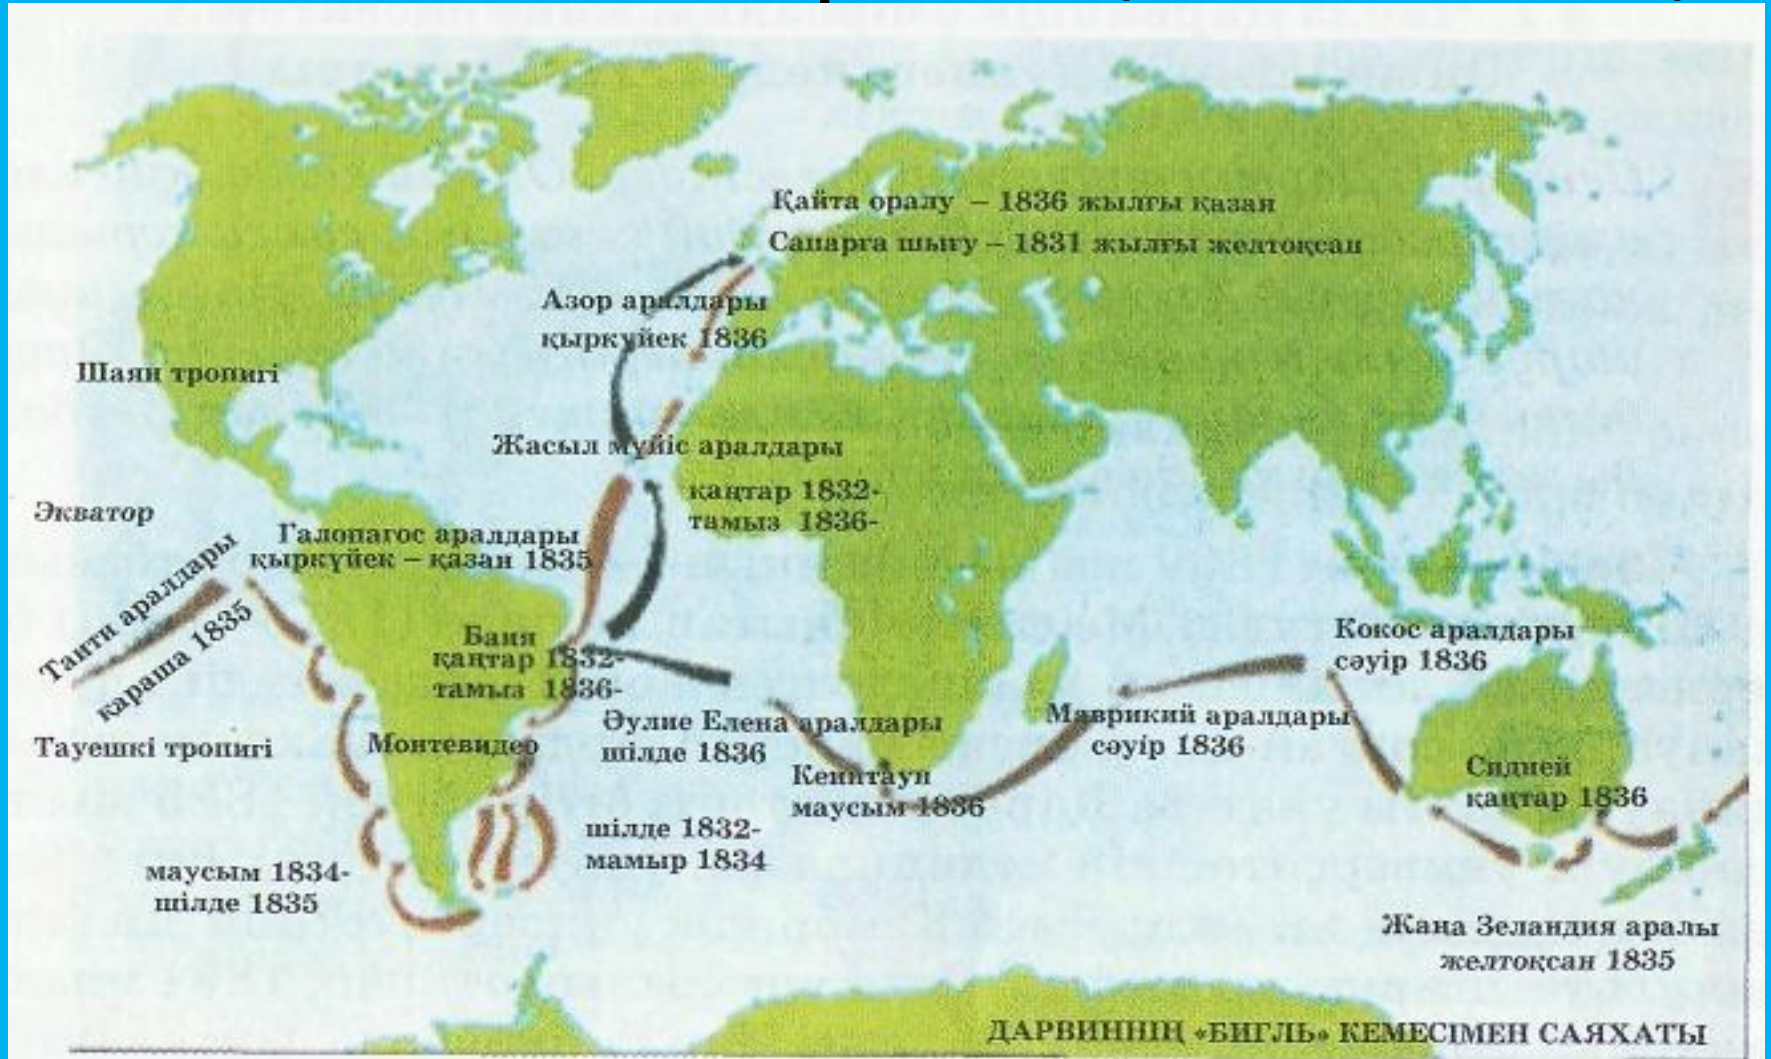 Қайта оралу – 1836 жылғы қазан
Сапарға шығу – 1831 жылғы желтоқсан
Азор аралдары
қыркүйек 1836
Шаян тропигі
Жасыл мүйіс аралдары
қаңтар 1832-
тамыз 1836-
Экватор
Галопагос аралдары
қыркүйек – қазан 1835
Таити аралдары
қараша 1835
Баия
қаңтар 1832-
тамыз 1836-
Кокос аралдары
сәуір 1836
Әулие Елена аралдары
шілде 1836
Маврикий аралдары
сәуір 1836
Тауешкі тропигі
Монтевидео
Кейптаун
маусым 1836
Сидней
қаңтар 1836
шілде 1832-
мамыр 1834
маусым 1834-
шілде 1835
Жаңа Зеландия аралы
желтоқсан 1835
ДАРВИННІҢ «БИГЛЬ» КЕМЕСІМЕН САЯХАТЫ